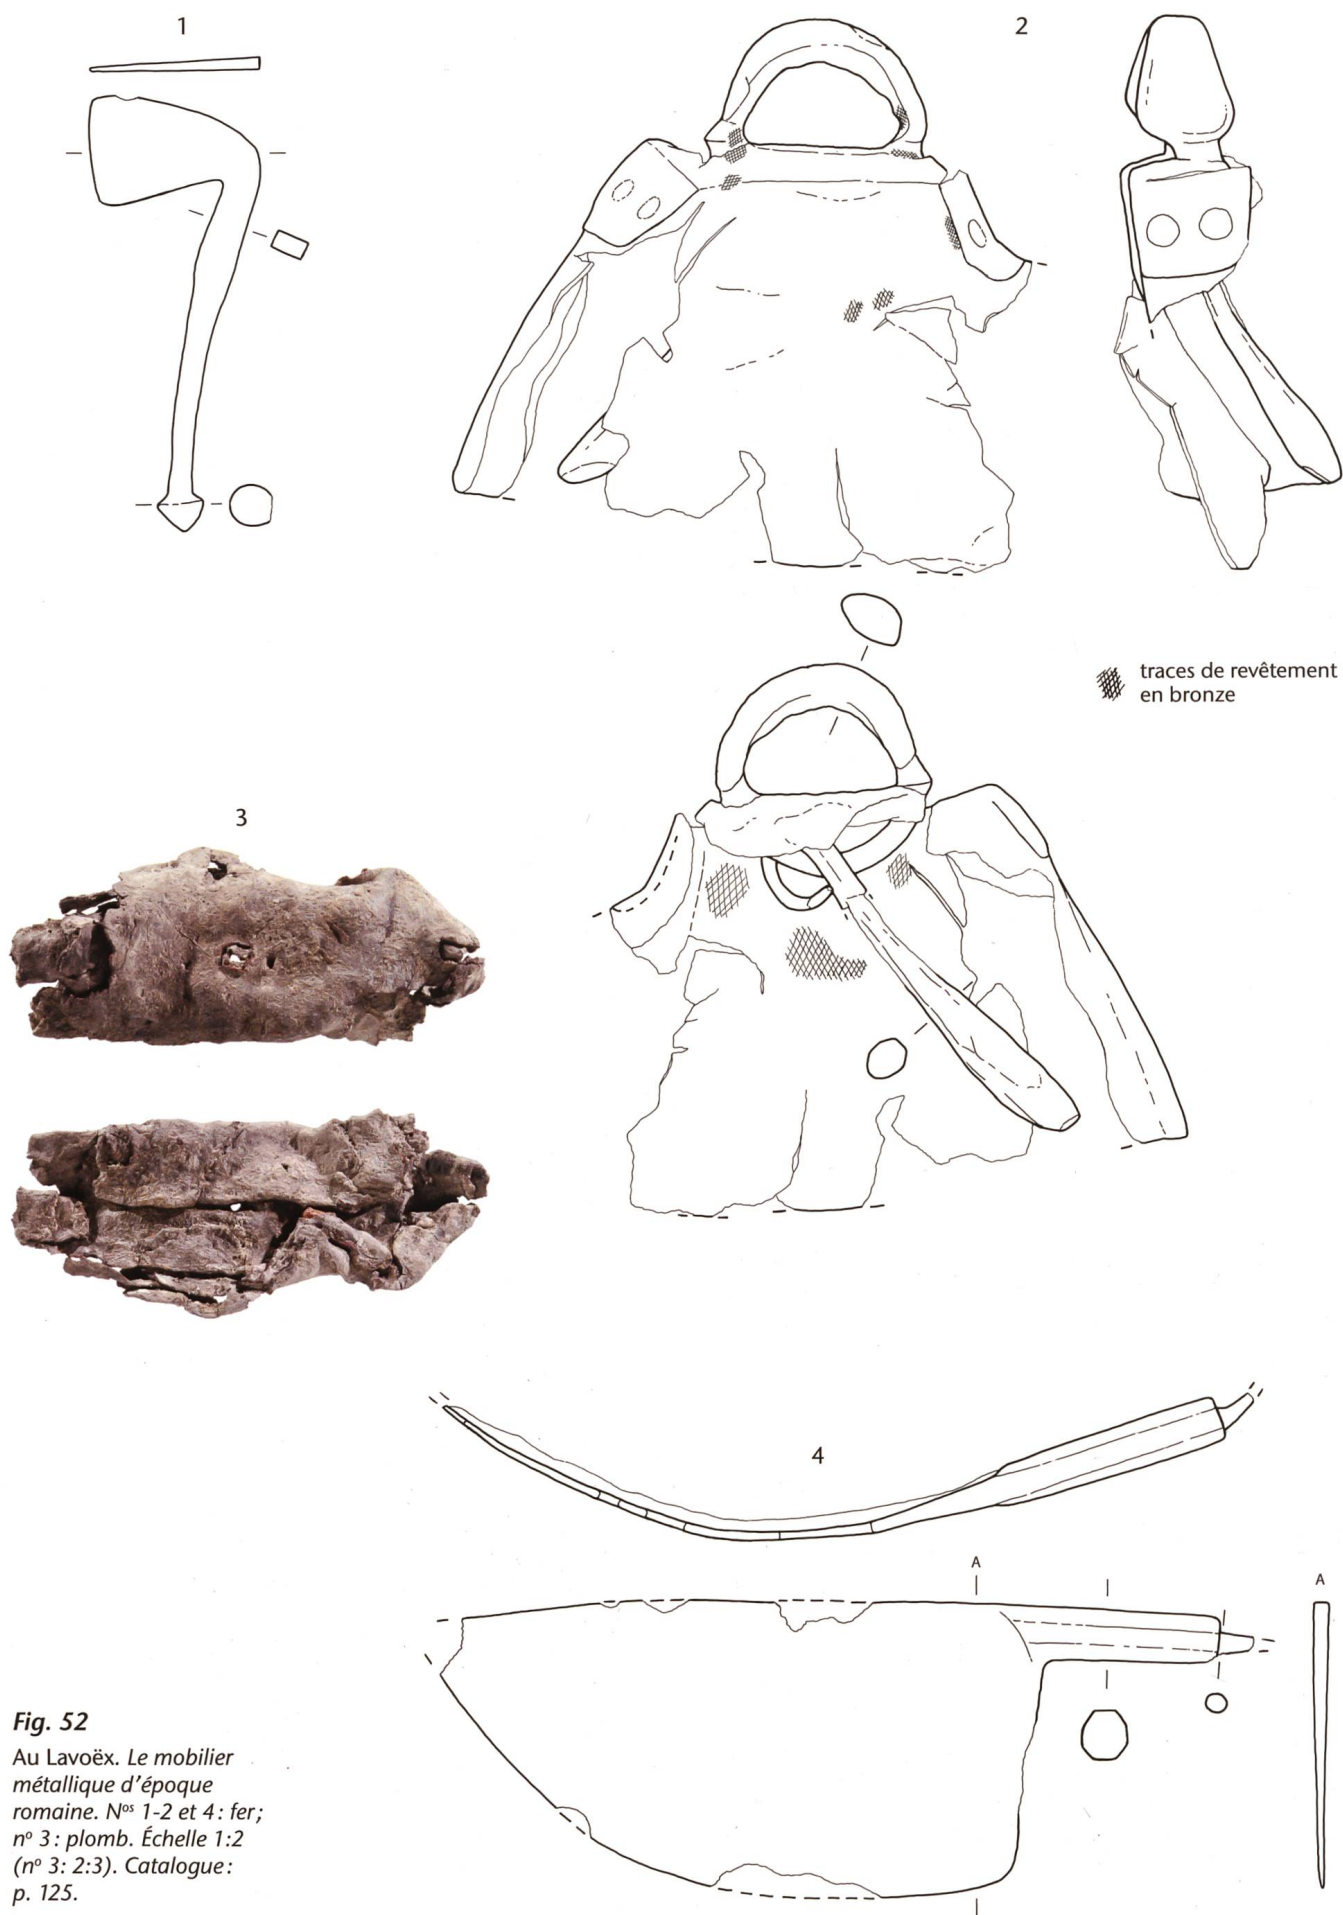 1
2
traces de revêtement
en bronze
3
4
A
A
Fig. 52
Au Lavoëx. Le mobilier
métallique d'époque
romaine. Nos 1-2 et 4 : fer ;
no 3 : plomb. Échelle 1:2
(no 3: 2:3). Catalogue :
p. 125.